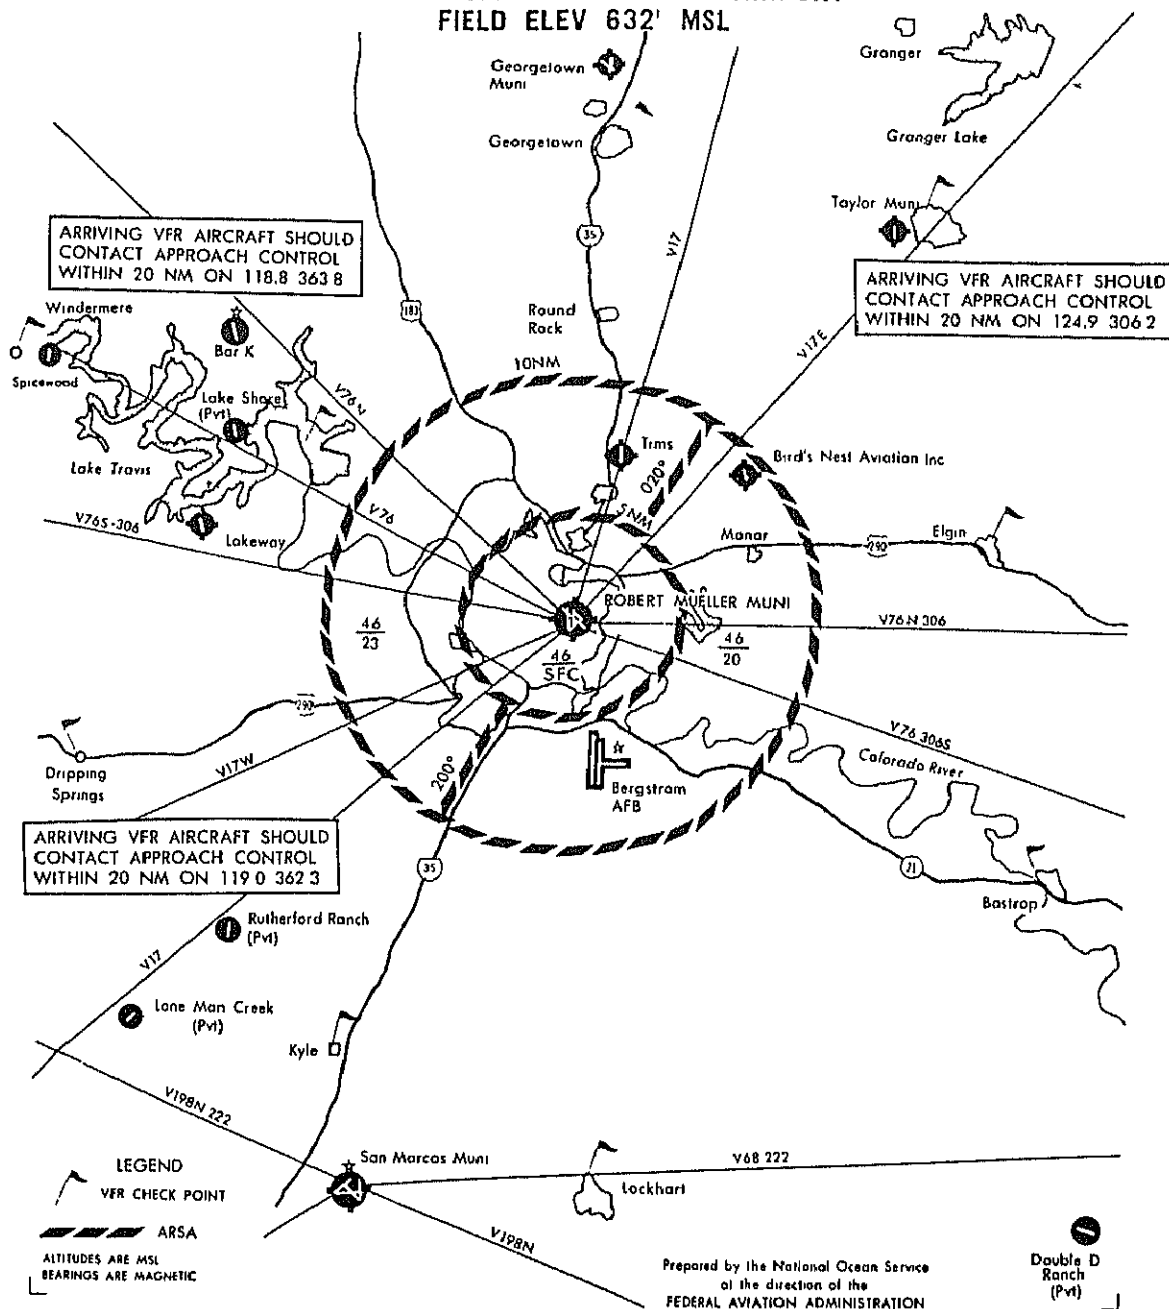 FIELD ELEV 632' MSL
Georgetown
Muni
Georgetown
Granger
Granger Lake
Taylor Muni
ARRIVING VFR AIRCRAFT SHOULD
CONTACT APPROACH CONTROL
WITHIN 20 NM ON 118.8 363 8
ARRIVING VFR AIRCRAFT SHOULD
CONTACT APPROACH CONTROL
WITHIN 20 NM ON 124.9 306 2
35
V17
183
Round
Rock
V17E
Windermere
Spicewood
Bar K
V76N
Lake Shore
(Pvt)
Lake Travis
V76
V76S-306
Lakeway
10NM
Tims
020°
Bird's Nest Aviation Inc
5NM
Manor
290
Elgin
ROBERT MUELLER MUNI
V76N 306
46
23
46
SFC
46
20
290
Dripping
Springs
V17W
200°
Bergstrom
AFB
V76 306S
Colorado River
ARRIVING VFR AIRCRAFT SHOULD
CONTACT APPROACH CONTROL
WITHIN 20 NM ON 119 0 362 3
35
21
Bastrop
Rutherford Ranch
(Pvt)
V17
Lone Man Creek
(Pvt)
Kyle
V198N 222
San Marcos Muni
V68 222
Lockhart
V198N
LEGEND
VFR CHECK POINT
ARSA
ALTITUDES ARE MSL
BEARINGS ARE MAGNETIC
Prepared by the National Ocean Service
at the direction of the
FEDERAL AVIATION ADMINISTRATION
Double D
Ranch
(Pvt)